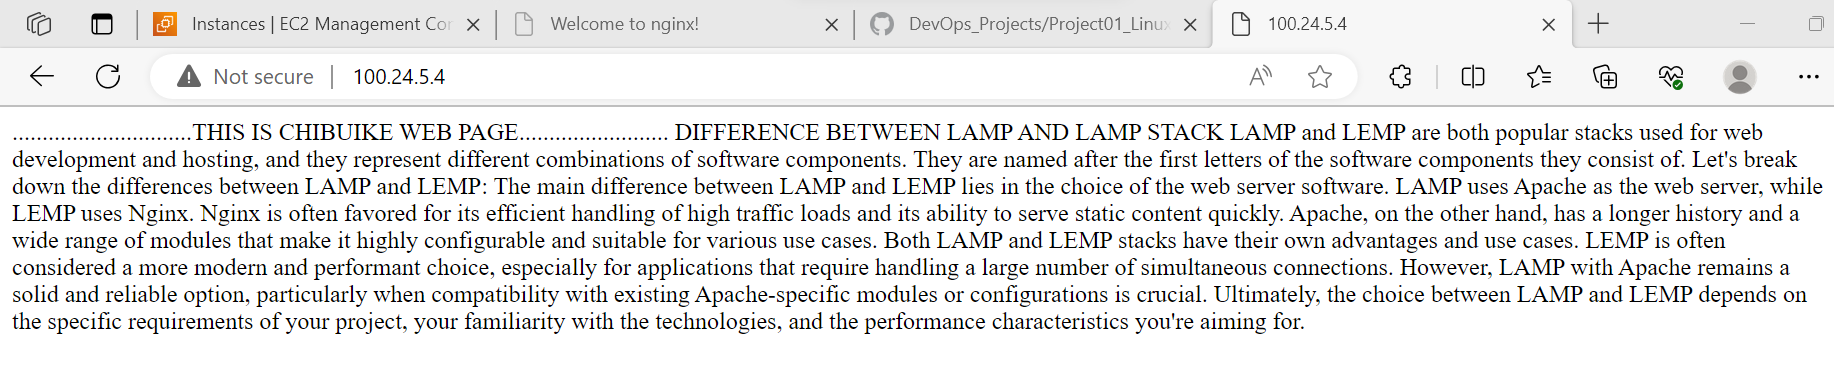 Instances | EC2 Management Cor
Welcome to nginx!
DevOps_Projects/Project01_Linux
100.24.5.4
Not secure
100.24.5.4
..............................THIS IS CHIBUIKE WEB PAGE......................... DIFFERENCE BETWEEN LAMP AND LAMP STACK LAMP and LEMP are both popular stacks used for web
development and hosting, and they represent different combinations of software components. They are named after the first letters of the software components they consist of. Let's break
down the differences between LAMP and LEMP: The main difference between LAMP and LEMP lies in the choice of the web server software. LAMP uses Apache as the web server, while
LEMP uses Nginx. Nginx is often favored for its efficient handling of high traffic loads and its ability to serve static content quickly. Apache, on the other hand, has a longer history and a
wide range of modules that make it highly configurable and suitable for various use cases. Both LAMP and LEMP stacks have their own advantages and use cases. LEMP is often
considered a more modern and performant choice, especially for applications that require handling a large number of simultaneous connections. However, LAMP with Apache remains a
solid and reliable option, particularly when compatibility with existing Apache-specific modules or configurations is crucial. Ultimately, the choice between LAMP and LEMP depends on
the specific requirements of your project, your familiarity with the technologies, and the performance characteristics you're aiming for.